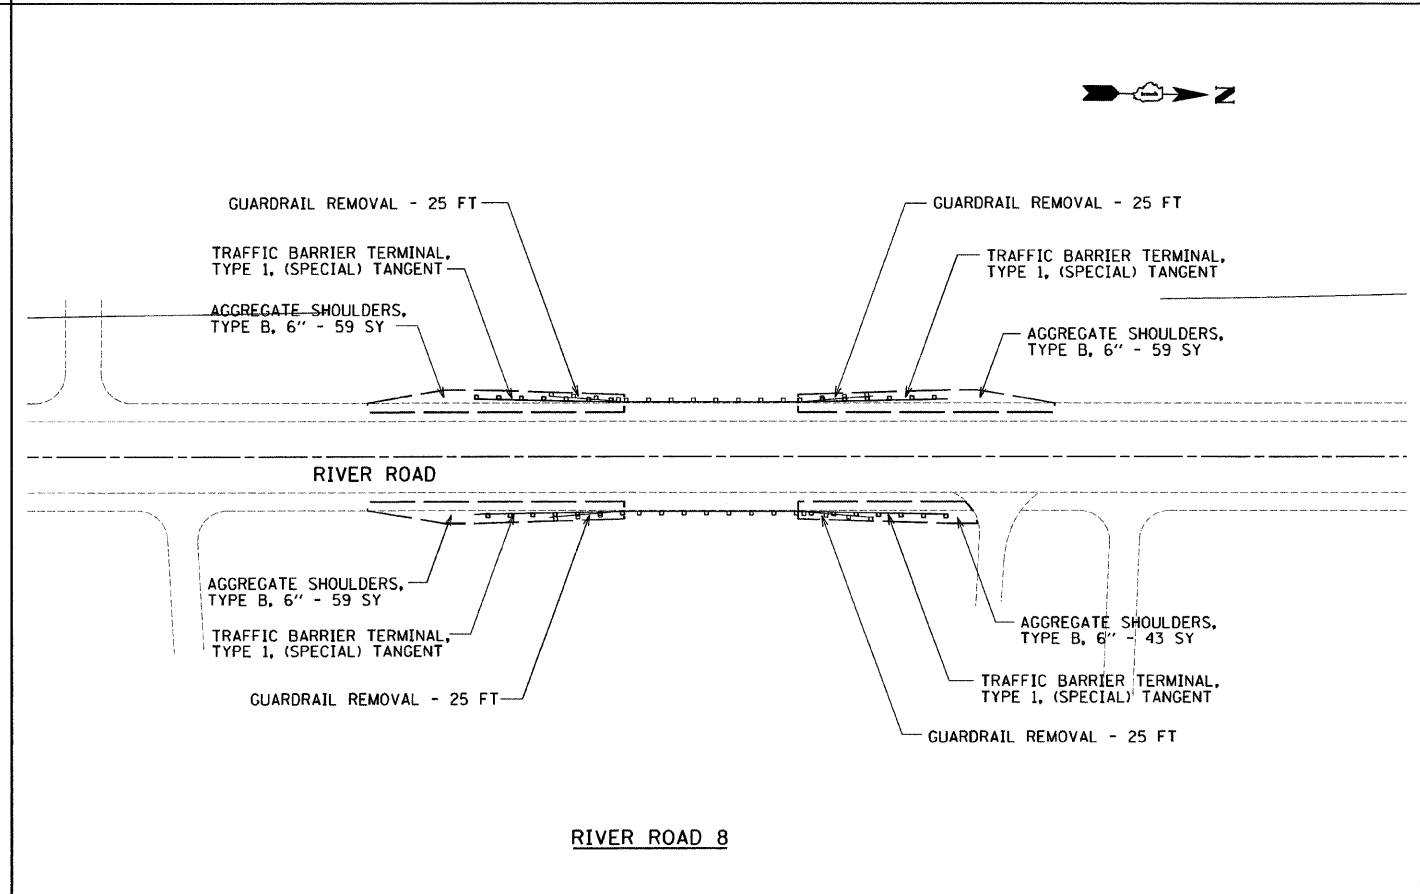 N
GUARDRAIL REMOVAL - 25 FT
GUARDRAIL REMOVAL - 25 FT
TRAFFIC BARRIER TERMINAL,
TYPE 1, (SPECIAL) TANGENT
TRAFFIC BARRIER TERMINAL,
TYPE 1, (SPECIAL) TANGENT
AGGREGATE SHOULDERS,
TYPE B, 6" - 59 SY
AGGREGATE SHOULDERS,
TYPE B, 6" - 59 SY
RIVER ROAD
AGGREGATE SHOULDERS,
TYPE B, 6" - 59 SY
AGGREGATE SHOULDERS,
TYPE B, 6" - 43 SY
TRAFFIC BARRIER TERMINAL,
TYPE 1, (SPECIAL) TANGENT
TRAFFIC BARRIER TERMINAL,
TYPE 1, (SPECIAL) TANGENT
GUARDRAIL REMOVAL - 25 FT
GUARDRAIL REMOVAL - 25 FT
RIVER ROAD 8